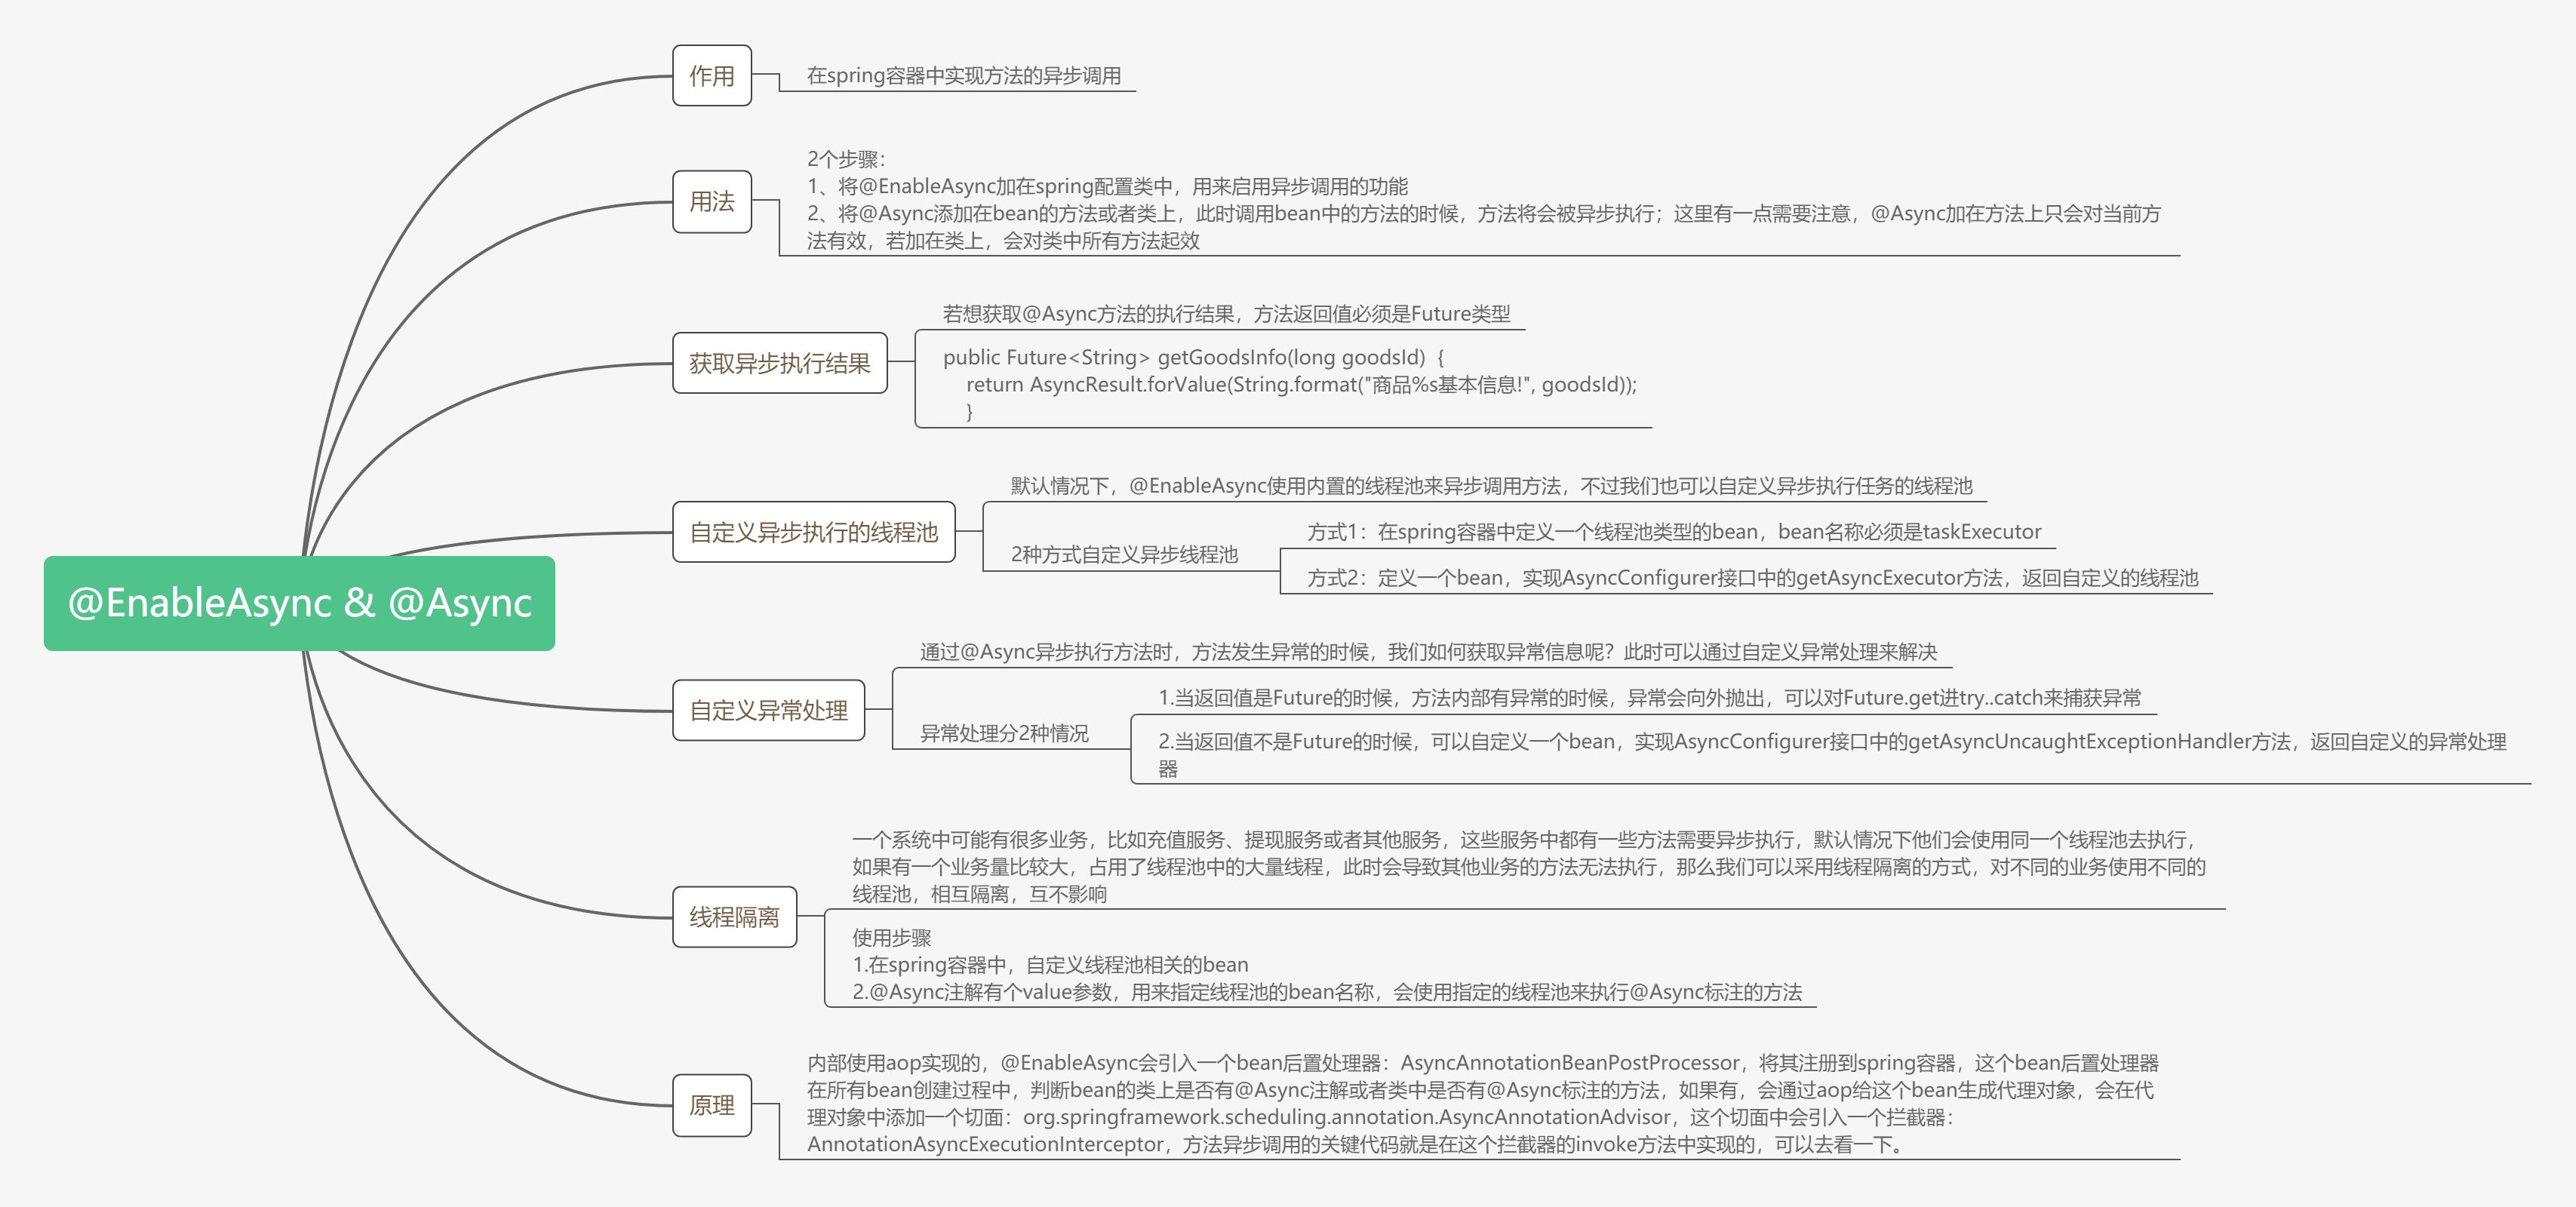 @EnableAsync & @Async
作用
在spring容器中实现方法的异步调用
用法
2个步骤：
1、将@EnableAsync加在spring配置类中，用来启用异步调用的功能
2、将@Async添加在bean的方法或者类上，此时调用bean中的方法的时候，方法将会被异步执行；这里有一点需要注意，@Async加在方法上只会对当前方
法有效，若加在类上，会对类中所有方法起效
获取异步执行结果
若想获取@Async方法的执行结果，方法返回值必须是Future类型
public Future<String> getGoodsInfo(long goodsId)  {
    return AsyncResult.forValue(String.format("商品%s基本信息!", goodsId));
    }
自定义异步执行的线程池
默认情况下，@EnableAsync使用内置的线程池来异步调用方法，不过我们也可以自定义异步执行任务的线程池
2种方式自定义异步线程池
方式1：在spring容器中定义一个线程池类型的bean，bean名称必须是taskExecutor
方式2：定义一个bean，实现AsyncConfigurer接口中的getAsyncExecutor方法，返回自定义的线程池
自定义异常处理
通过@Async异步执行方法时，方法发生异常的时候，我们如何获取异常信息呢？此时可以通过自定义异常处理来解决
异常处理分2种情况
1.当返回值是Future的时候，方法内部有异常的时候，异常会向外抛出，可以对Future.get进try..catch来捕获异常
2.当返回值不是Future的时候，可以自定义一个bean，实现AsyncConfigurer接口中的getAsyncUncaughtExceptionHandler方法，返回自定义的异常处理
器
线程隔离
一个系统中可能有很多业务，比如充值服务、提现服务或者其他服务，这些服务中都有一些方法需要异步执行，默认情况下他们会使用同一个线程池去执行，
如果有一个业务量比较大，占用了线程池中的大量线程，此时会导致其他业务的方法无法执行，那么我们可以采用线程隔离的方式，对不同的业务使用不同的
线程池，相互隔离，互不影响
使用步骤
1.在spring容器中，自定义线程池相关的bean
2.@Async注解有个value参数，用来指定线程池的bean名称，会使用指定的线程池来执行@Async标注的方法
原理
内部使用aop实现的，@EnableAsync会引入一个bean后置处理器：AsyncAnnotationBeanPostProcessor，将其注册到spring容器，这个bean后置处理器
在所有bean创建过程中，判断bean的类上是否有@Async注解或者类中是否有@Async标注的方法，如果有，会通过aop给这个bean生成代理对象，会在代
理对象中添加一个切面：org.springframework.scheduling.annotation.AsyncAnnotationAdvisor，这个切面中会引入一个拦截器：
AnnotationAsyncExecutionInterceptor，方法异步调用的关键代码就是在这个拦截器的invoke方法中实现的，可以去看一下。